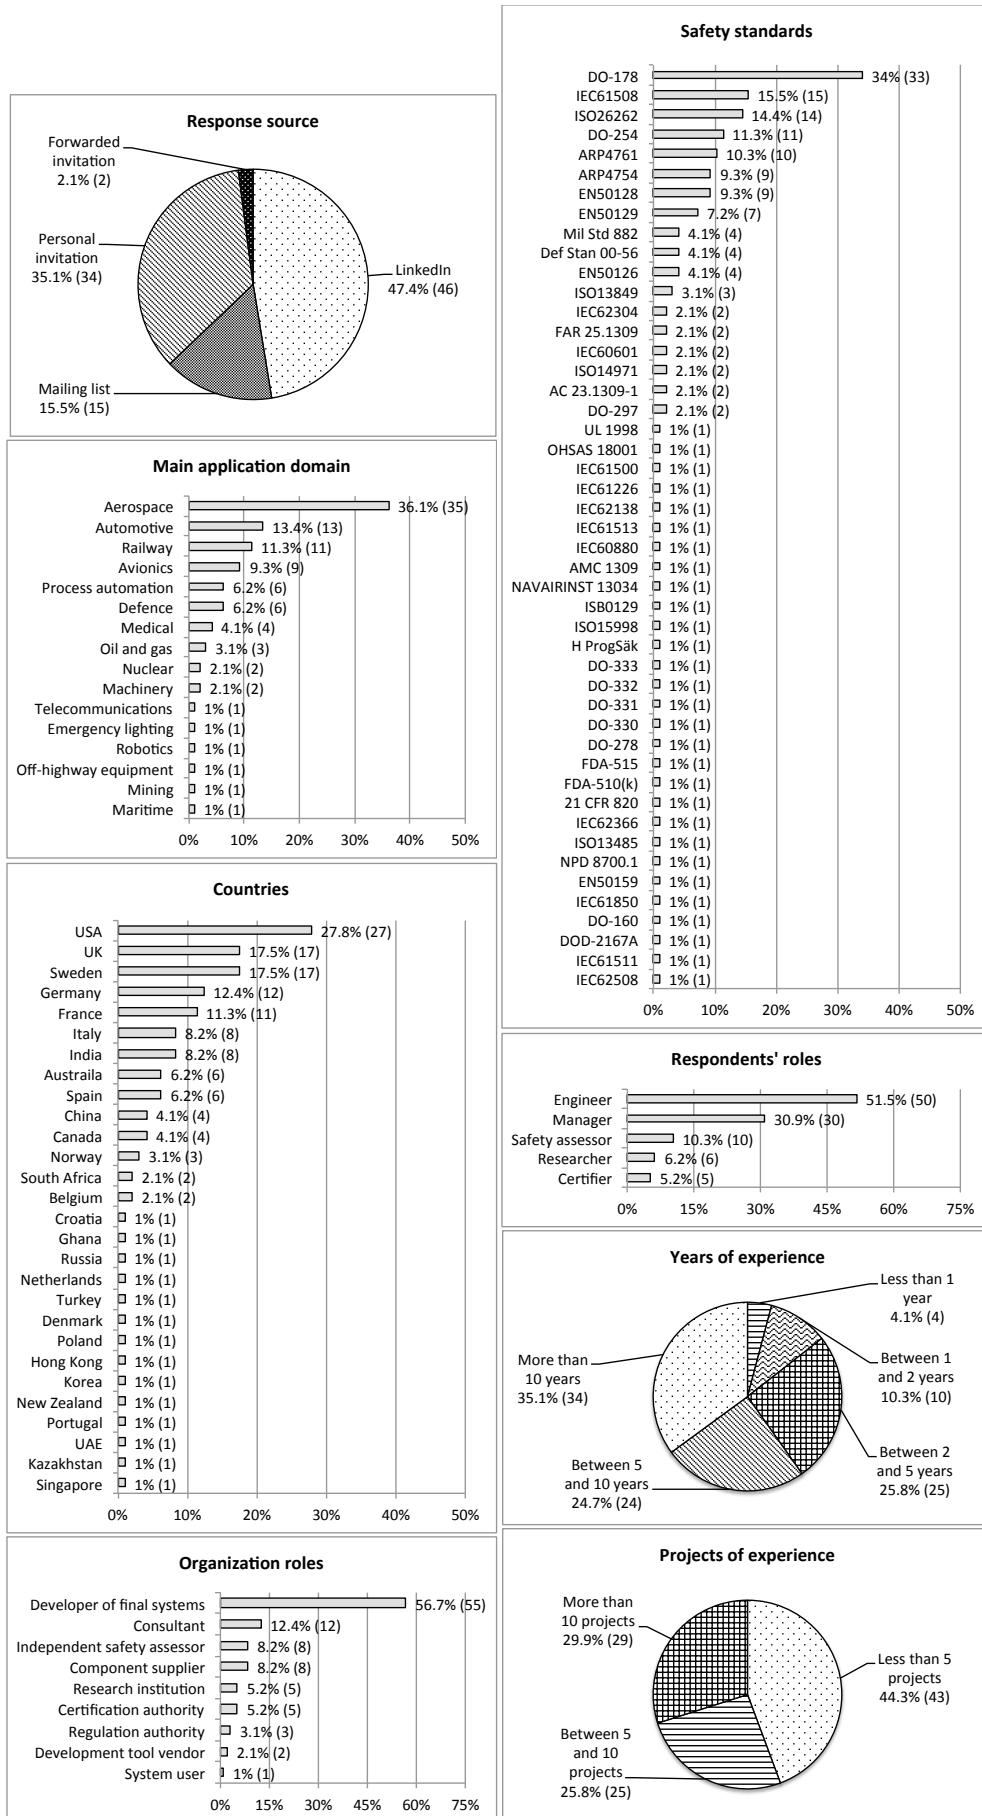 Response source
Forwarded
invitation
2.1% (2)
Personal
invitation
35.1% (34)
LinkedIn
47.4% (46)
Mailing list
15.5% (15)
Main application domain
Aerospace 36.1% (35)
Automotive 13.4% (13)
Railway 11.3% (11)
Avionics 9.3% (9)
Process automation 6.2% (6)
Defence 6.2% (6)
Medical 4.1% (4)
Oil and gas 3.1% (3)
Nuclear 2.1% (2)
Machinery 2.1% (2)
Telecommunications 1% (1)
Emergency lighting 1% (1)
Robotics 1% (1)
Off-highway equipment 1% (1)
Mining 1% (1)
Maritime 1% (1)
0% 10% 20% 30% 40% 50%
Countries
USA 27.8% (27)
UK 17.5% (17)
Sweden 17.5% (17)
Germany 12.4% (12)
France 11.3% (11)
Italy 8.2% (8)
India 8.2% (8)
Austraila 6.2% (6)
Spain 6.2% (6)
China 4.1% (4)
Canada 4.1% (4)
Norway 3.1% (3)
South Africa 2.1% (2)
Belgium 2.1% (2)
Croatia 1% (1)
Ghana 1% (1)
Russia 1% (1)
Netherlands 1% (1)
Turkey 1% (1)
Denmark 1% (1)
Poland 1% (1)
Hong Kong 1% (1)
Korea 1% (1)
New Zealand 1% (1)
Portugal 1% (1)
UAE 1% (1)
Kazakhstan 1% (1)
Singapore 1% (1)
0% 10% 20% 30% 40% 50%
Organization roles
Developer of final systems 56.7% (55)
Consultant 12.4% (12)
Independent safety assessor 8.2% (8)
Component supplier 8.2% (8)
Research institution 5.2% (5)
Certification authority 5.2% (5)
Regulation authority 3.1% (3)
Development tool vendor 2.1% (2)
System user 1% (1)
0% 15% 30% 45% 60% 75%
Safety standards
DO-178 34% (33)
IEC61508 15.5% (15)
ISO26262 14.4% (14)
DO-254 11.3% (11)
ARP4761 10.3% (10)
ARP4754 9.3% (9)
EN50128 9.3% (9)
EN50129 7.2% (7)
Mil Std 882 4.1% (4)
Def Stan 00-56 4.1% (4)
EN50126 4.1% (4)
ISO13849 3.1% (3)
IEC62304 2.1% (2)
FAR 25.1309 2.1% (2)
IEC60601 2.1% (2)
ISO14971 2.1% (2)
AC 23.1309-1 2.1% (2)
DO-297 2.1% (2)
UL 1998 1% (1)
OHSAS 18001 1% (1)
IEC61500 1% (1)
IEC61226 1% (1)
IEC62138 1% (1)
IEC61513 1% (1)
IEC60880 1% (1)
AMC 1309 1% (1)
NAVAIRINST 13034 1% (1)
ISB0129 1% (1)
ISO15998 1% (1)
H ProgSäk 1% (1)
DO-333 1% (1)
DO-332 1% (1)
DO-331 1% (1)
DO-330 1% (1)
DO-278 1% (1)
FDA-515 1% (1)
FDA-510(k) 1% (1)
21 CFR 820 1% (1)
IEC62366 1% (1)
ISO13485 1% (1)
NPD 8700.1 1% (1)
EN50159 1% (1)
IEC61850 1% (1)
DO-160 1% (1)
DOD-2167A 1% (1)
IEC61511 1% (1)
IEC62508 1% (1)
0% 10% 20% 30% 40% 50%
Respondents' roles
Engineer 51.5% (50)
Manager 30.9% (30)
Safety assessor 10.3% (10)
Researcher 6.2% (6)
Certifier 5.2% (5)
0% 15% 30% 45% 60% 75%
Years of experience
Less than 1
year
4.1% (4)
Between 1
and 2 years
10.3% (10)
More than
10 years
35.1% (34)
Between 2
and 5 years
25.8% (25)
Between 5
and 10 years
24.7% (24)
Projects of experience
More than
10 projects
29.9% (29)
Less than 5
projects
44.3% (43)
Between 5
and 10
projects
25.8% (25)